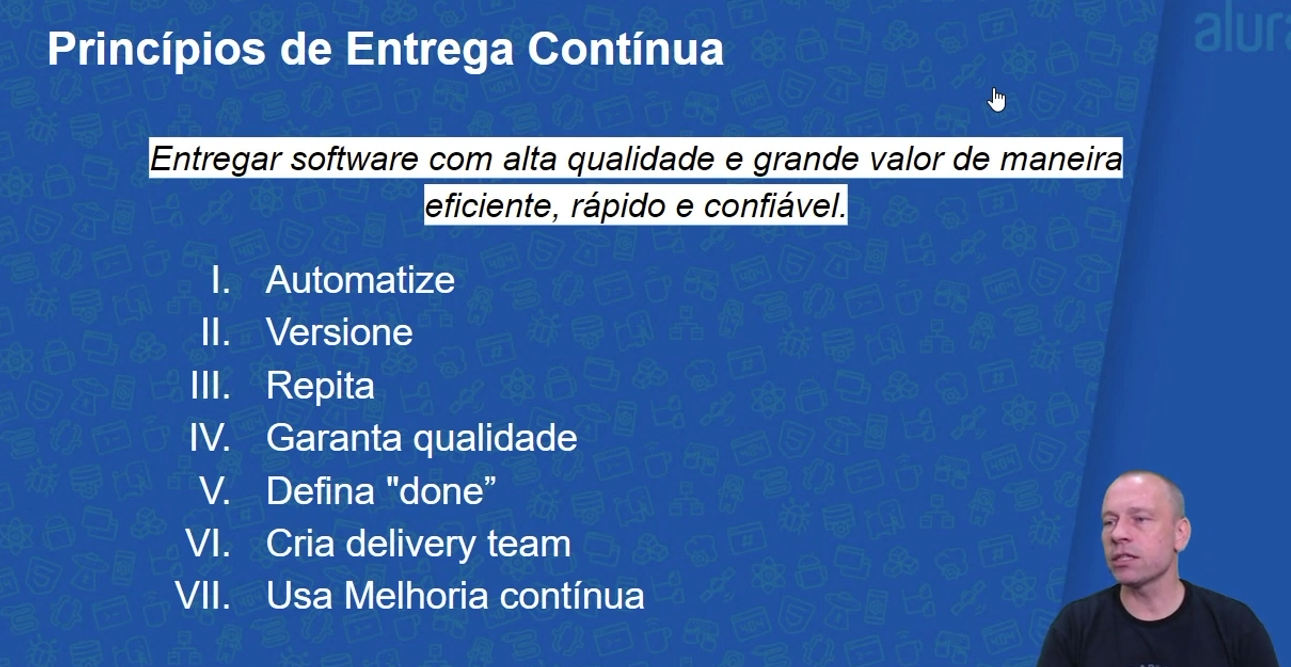 Princípios de Entrega Contínua
alura
Entregar software com alta qualidade e grande valor de maneira
eficiente, rápido e confiável.
I. Automatize
II. Versione
III. Repita
IV. Garanta qualidade
V. Defina "done”
VI. Cria delivery team
VII. Usa Melhoria contínua